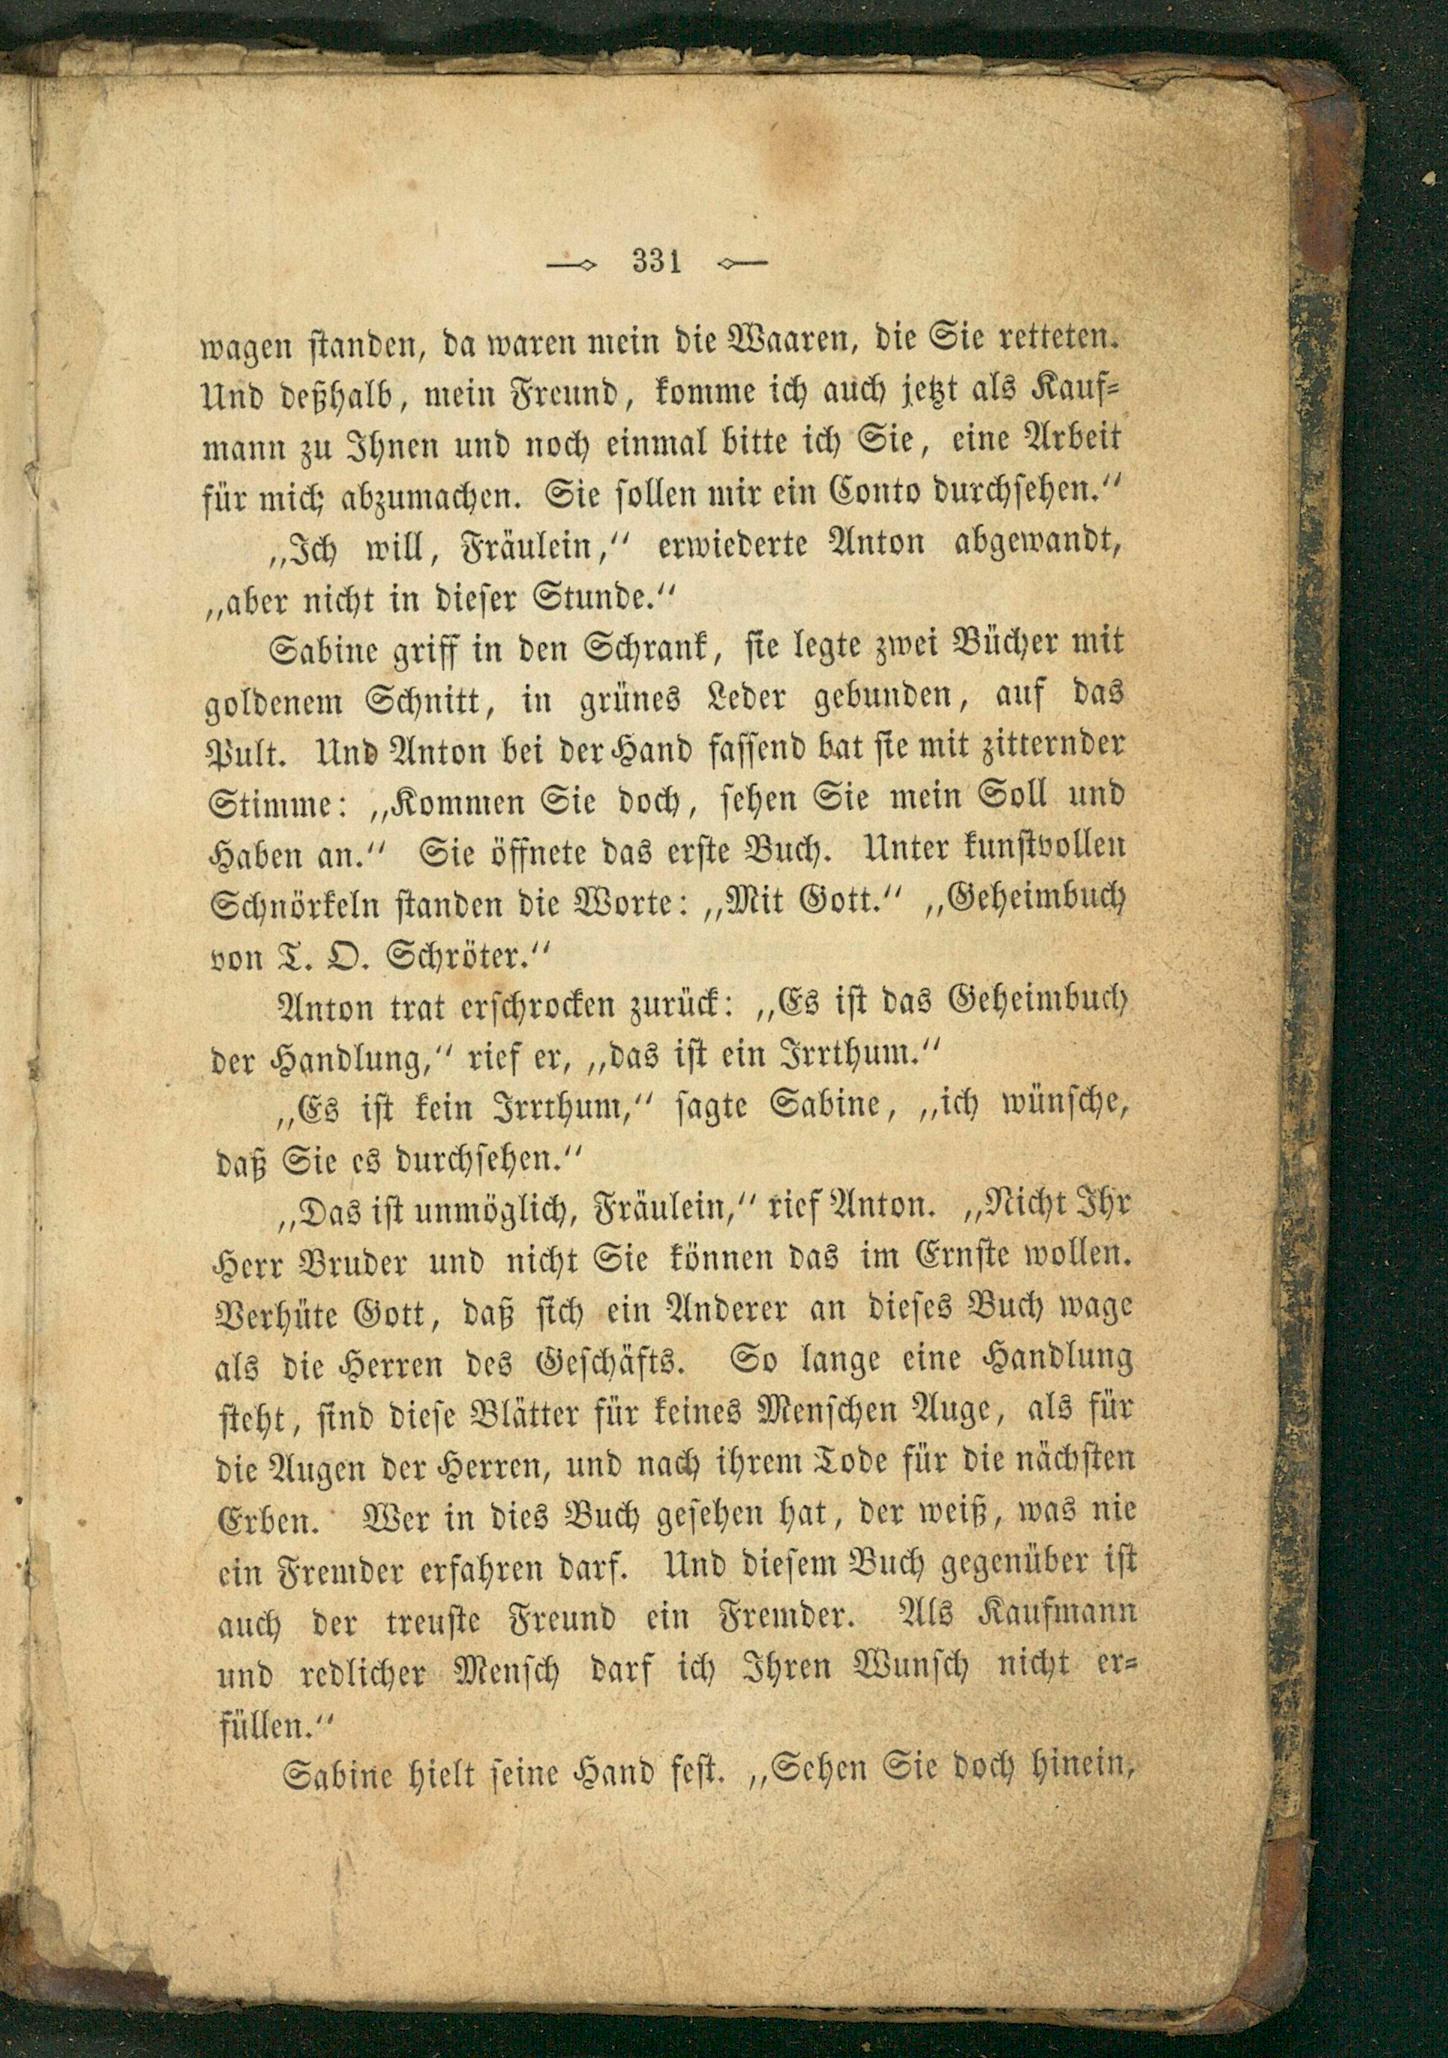 331
wagen standen, da waren mein die Waaren, die Sie retteten.
Und deßhalb, mein Freund, komme ich auch jetzt als Kauf-
mann zu Ihnen und noch einmal bitte ich Sie, eine Arbeit
für mich abzumachen. Sie sollen mir ein Conto durchsehen.“
„Ich will, Fräulein,“ erwiederte Anton abgewandt,
„aber nicht in dieser Stunde.“
Sabine griff in den Schrank, sie legte zwei Bücher mit
goldenem Schnitt, in grünes Leder gebunden, auf das
Pult. Und Anton bei der Hand fassend bat sie mit zitternder
Stimme: „Kommen Sie doch, sehen Sie mein Soll und
Haben an.“ Sie öffnete das erste Buch. Unter kunstvollen
Schnörkeln standen die Worte: „Mit Gott.“ „Geheimbuch
von T. O. Schröter.“
Anton trat erschrocken zurück: „Es ist das Geheimbuch
der Handlung,“ rief er, „das ist ein Irrthum.“
„Es ist kein Irrthum,“ sagte Sabine, „ich wünsche,
daß Sie es durchsehen.“
„Das ist unmöglich, Fräulein,“ rief Anton. „Nicht Ihr
Herr Bruder und nicht Sie können das im Ernste wollen.
Verhüte Gott, daß sich ein Anderer an dieses Buch wage
als die Herren des Geschäfts. So lange eine Handlung
steht, sind diese Blätter für keines Menschen Auge, als für
die Augen der Herren, und nach ihrem Tode für die nächsten
Erben. Wer in dies Buch gesehen hat, der weiß, was nie
ein Fremder erfahren darf. Und diesem Buch gegenüber ist
auch der treuste Freund ein Fremder. Als Kaufmann
und redlicher Mensch darf ich Ihren Wunsch nicht er-
füllen.“
Sabine hielt seine Hand fest. „Sehen Sie doch hinein,